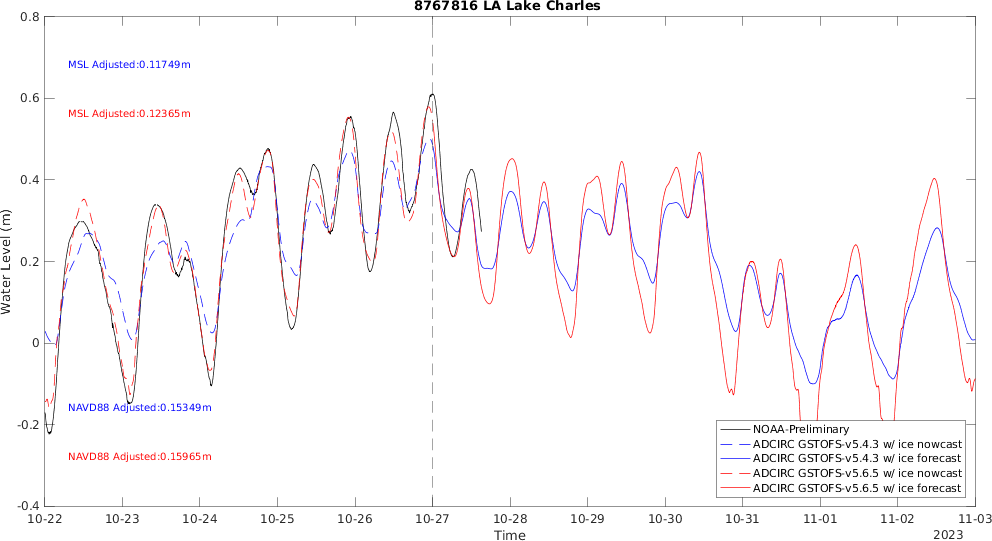 8767816 LA Lake Charles
0.8
0.6
0.4
0.2
0
-0.2
-0.4
Water Level (m)
MSL Adjusted:0.11749m
MSL Adjusted:0.12365m
NAVD88 Adjusted:0.15349m
NAVD88 Adjusted:0.15965m
NOAA-Preliminary
ADCIRC GSTOFS-v5.4.3 w/ ice nowcast
ADCIRC GSTOFS-v5.4.3 w/ ice forecast
ADCIRC GSTOFS-v5.6.5 w/ ice nowcast
ADCIRC GSTOFS-v5.6.5 w/ ice forecast
10-22 10-23 10-24 10-25 10-26 10-27 10-28 10-29 10-30 10-31 11-01 11-02 11-03
Time
2023